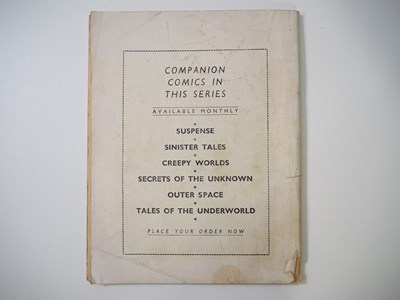 COMPANION
COMICS IN
THIS SERIES
AVAILABLE MONTHLY
SUSPENSE
SINISTER TALES
CREEPY WORLDS
SECRETS OF THE UNKNOWN
OUTER SPACE
TALES OF THE UNDERWORLD
PLACE YOUR ORDER NOW